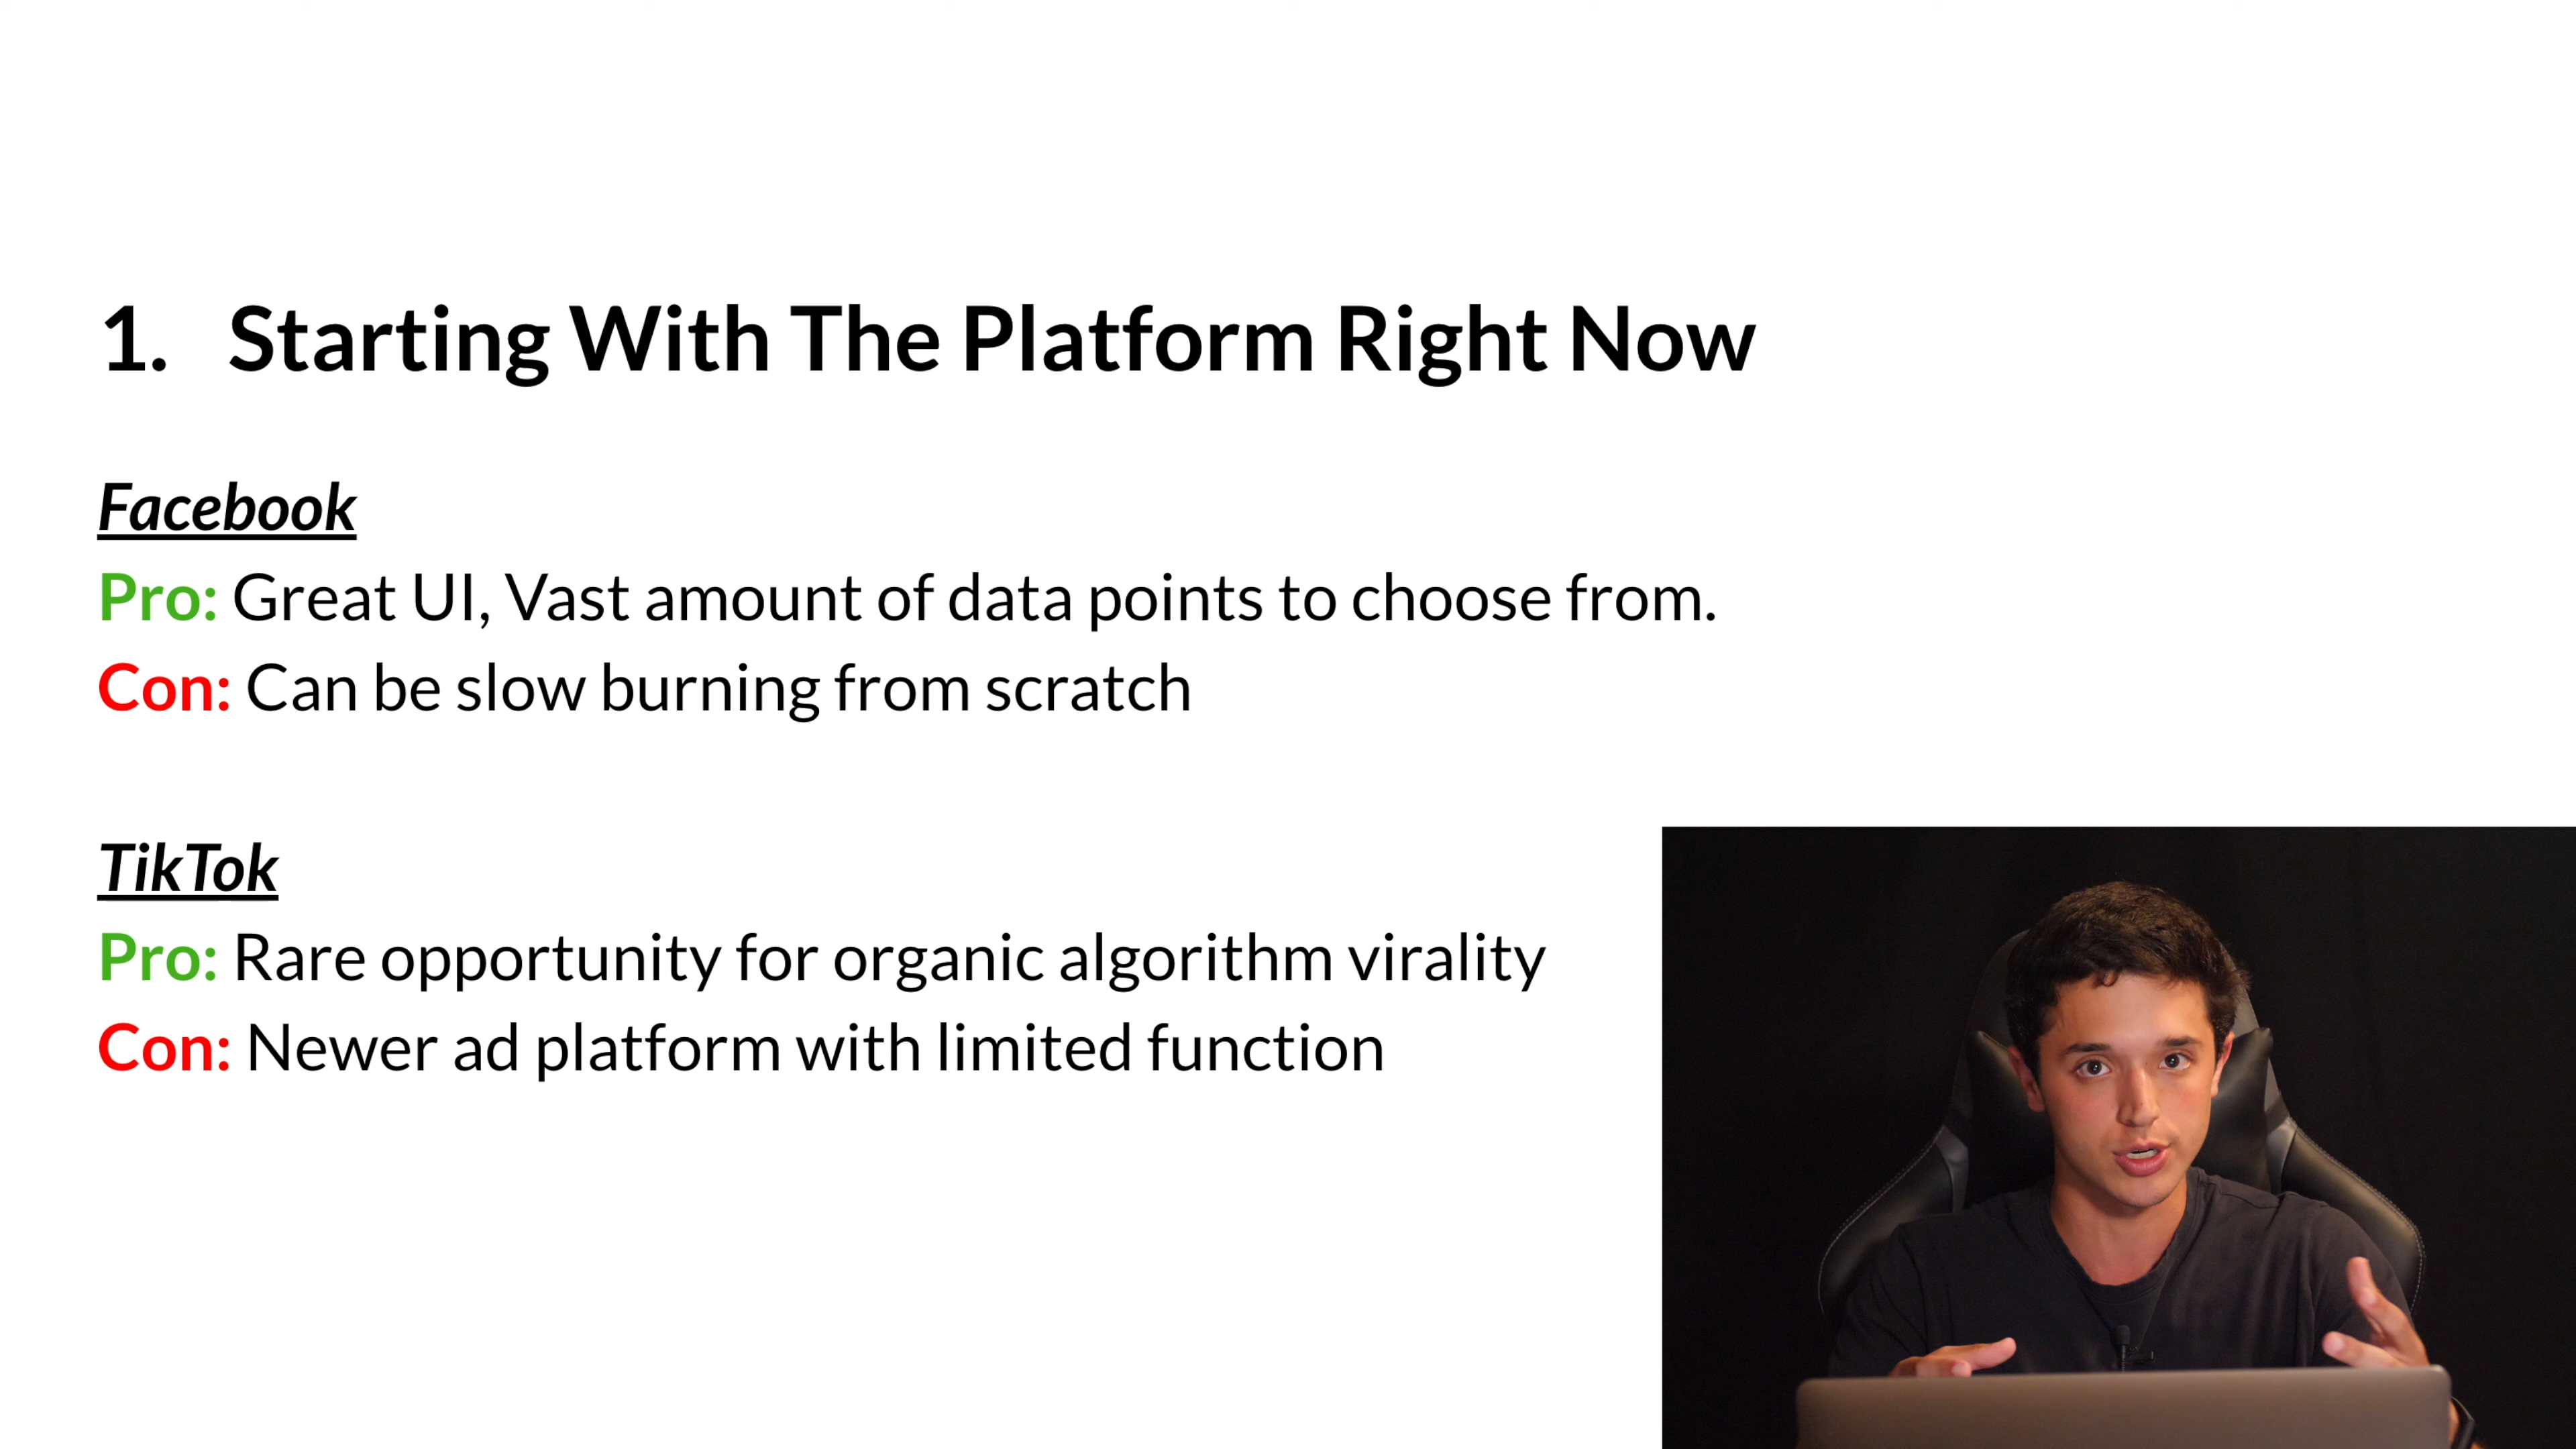 1. Starting With The Platform Right Now
Facebook
Pro: Great UI, Vast amount of data points to choose from.
Con: Can be slow burning from scratch
TikTok
Pro: Rare opportunity for organic algorithm virality
Con: Newer ad platform with limited function